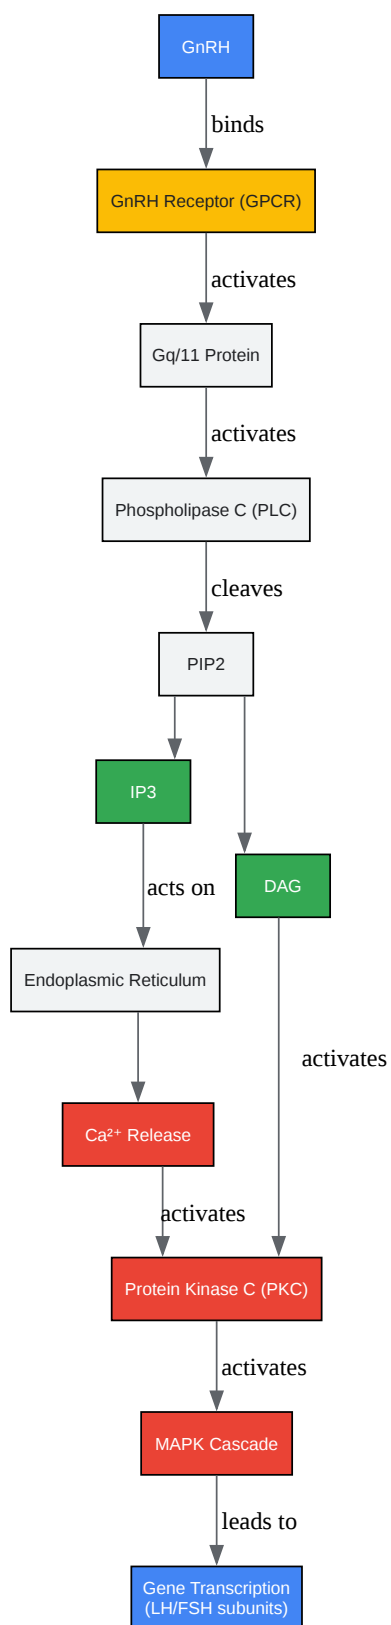 GnRH
binds
GnRH Receptor (GPCR)
activates
Gq/11 Protein
activates
Phospholipase C (PLC)
cleaves
PIP2
IP3
DAG
acts on
Endoplasmic Reticulum
activates
Ca²⁺ Release
activates
Protein Kinase C (PKC)
activates
MAPK Cascade
leads to
Gene Transcription
(LH/FSH subunits)